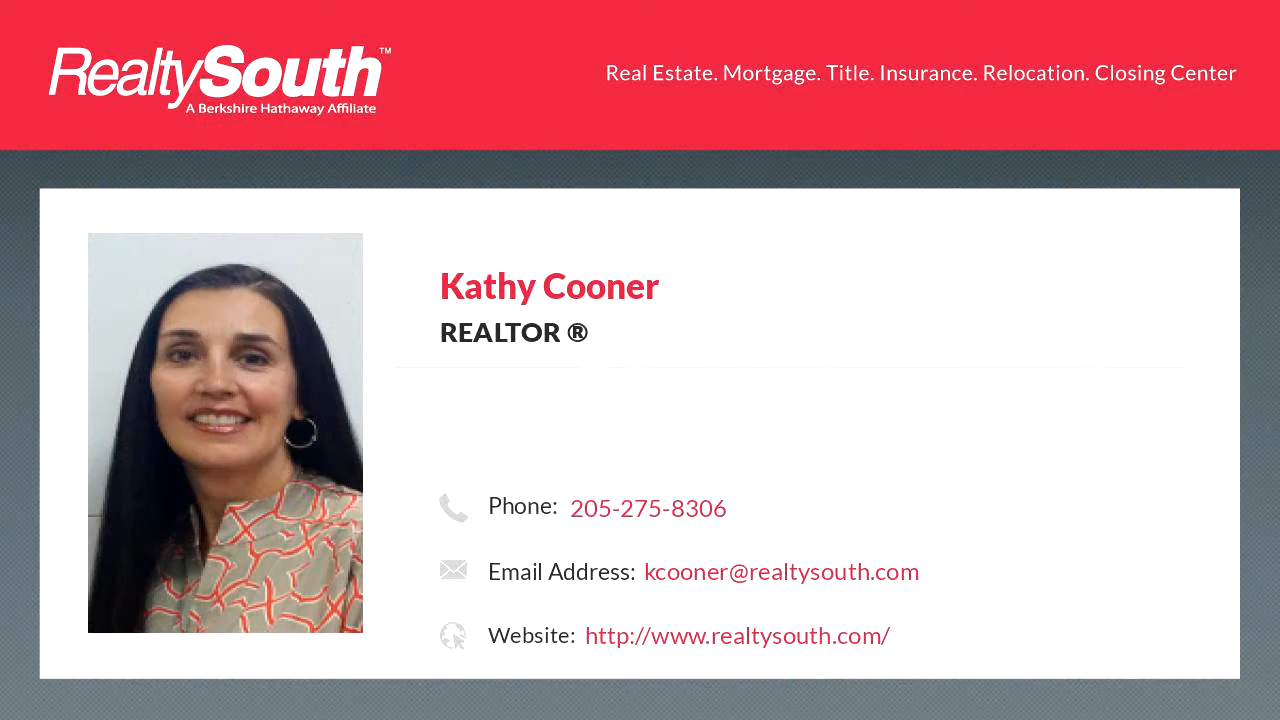 RealtySouth™
A Berkshire Hathaway Affiliate
Real Estate. Mortgage. Title. Insurance. Relocation. Closing Center
Kathy Cooner
REALTOR ®
Phone: 205-275-8306
Email Address: kcooner@realtysouth.com
Website: http://www.realtysouth.com/